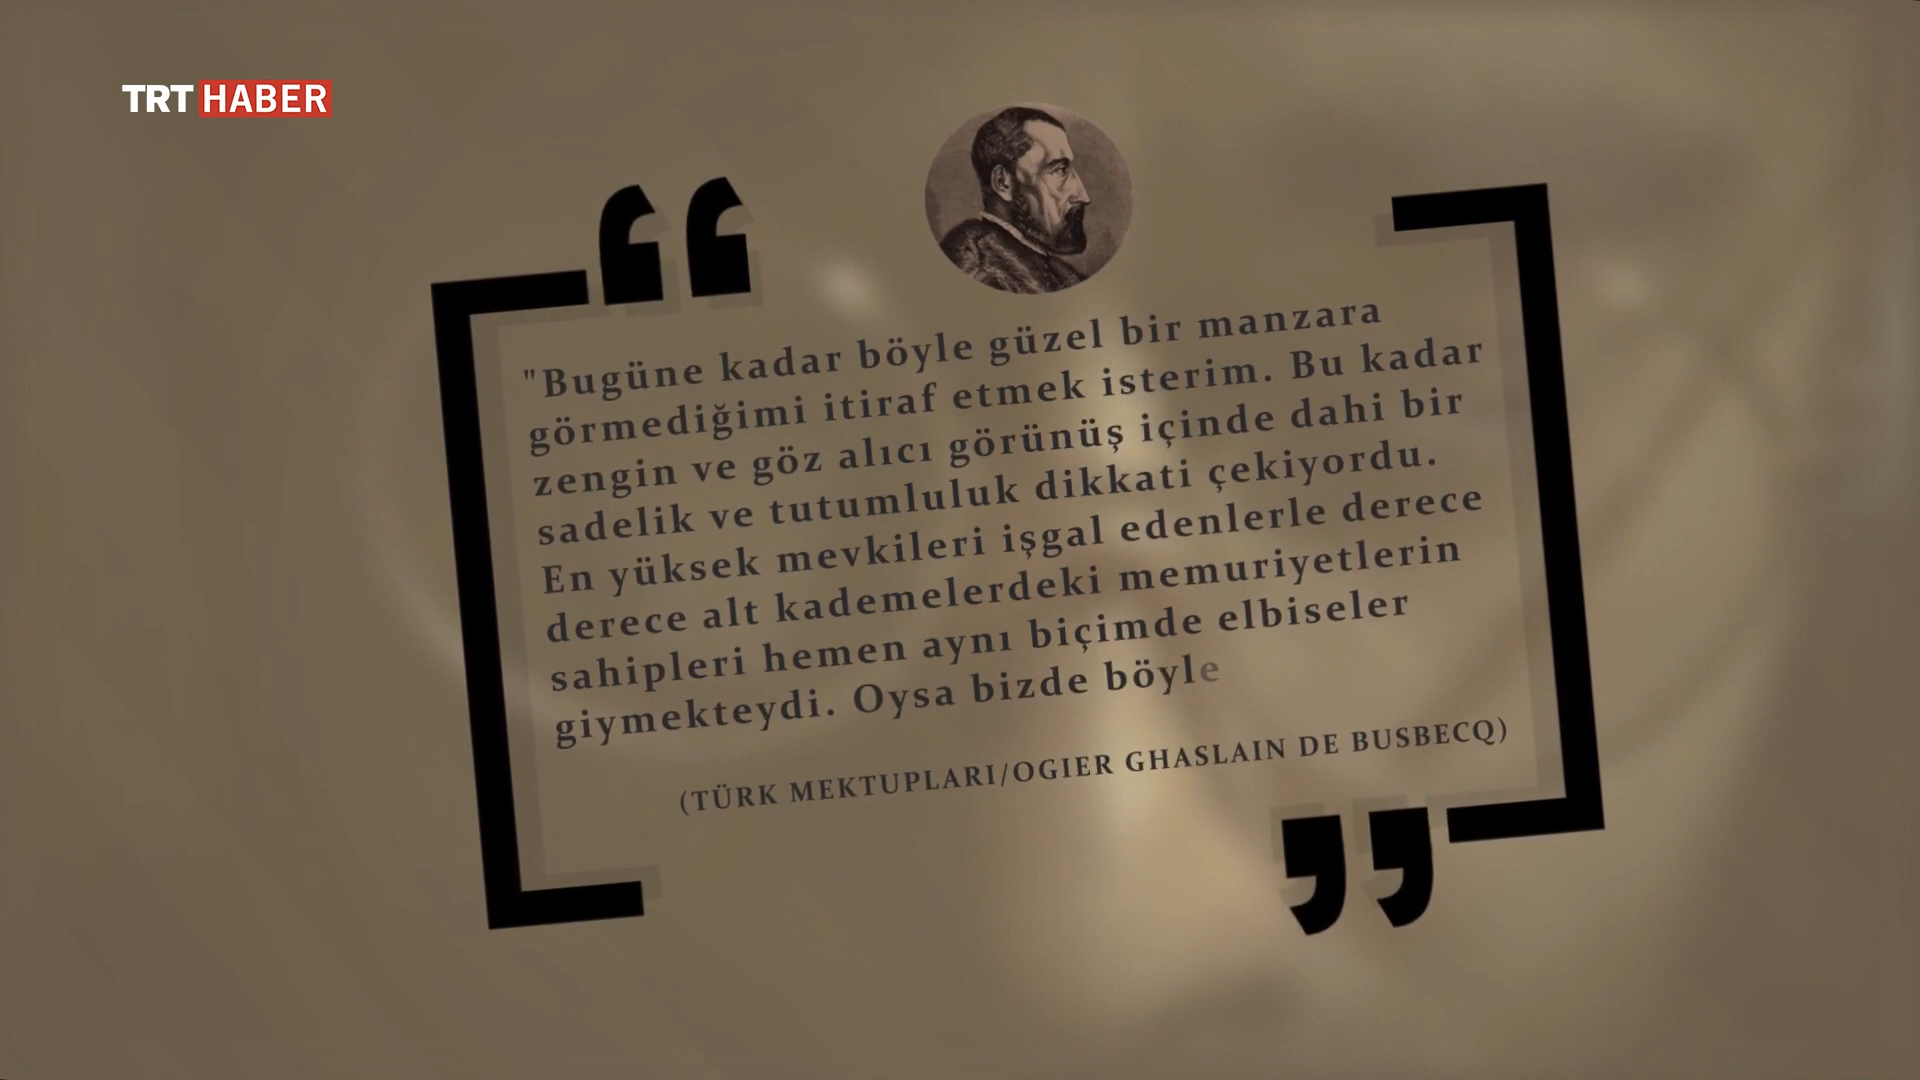 TRT HABER
"Bugüne kadar böyle güzel bir manzara
görmediğimi itiraf etmek isterim. Bu kadar
zengin ve göz alıcı görünüş içinde dahi bir
sadelik ve tutumluluk dikkati çekiyordu.
En yüksek mevkileri işgal edenlerle derece
derece alt kademelerdeki memuriyetlerin
sahipleri hemen aynı biçimde elbiseler
giymekteydi. Oysa bizde böyle
(TÜRK MEKTUPLARI/OGIER GHASLAIN DE BUSBECQ)